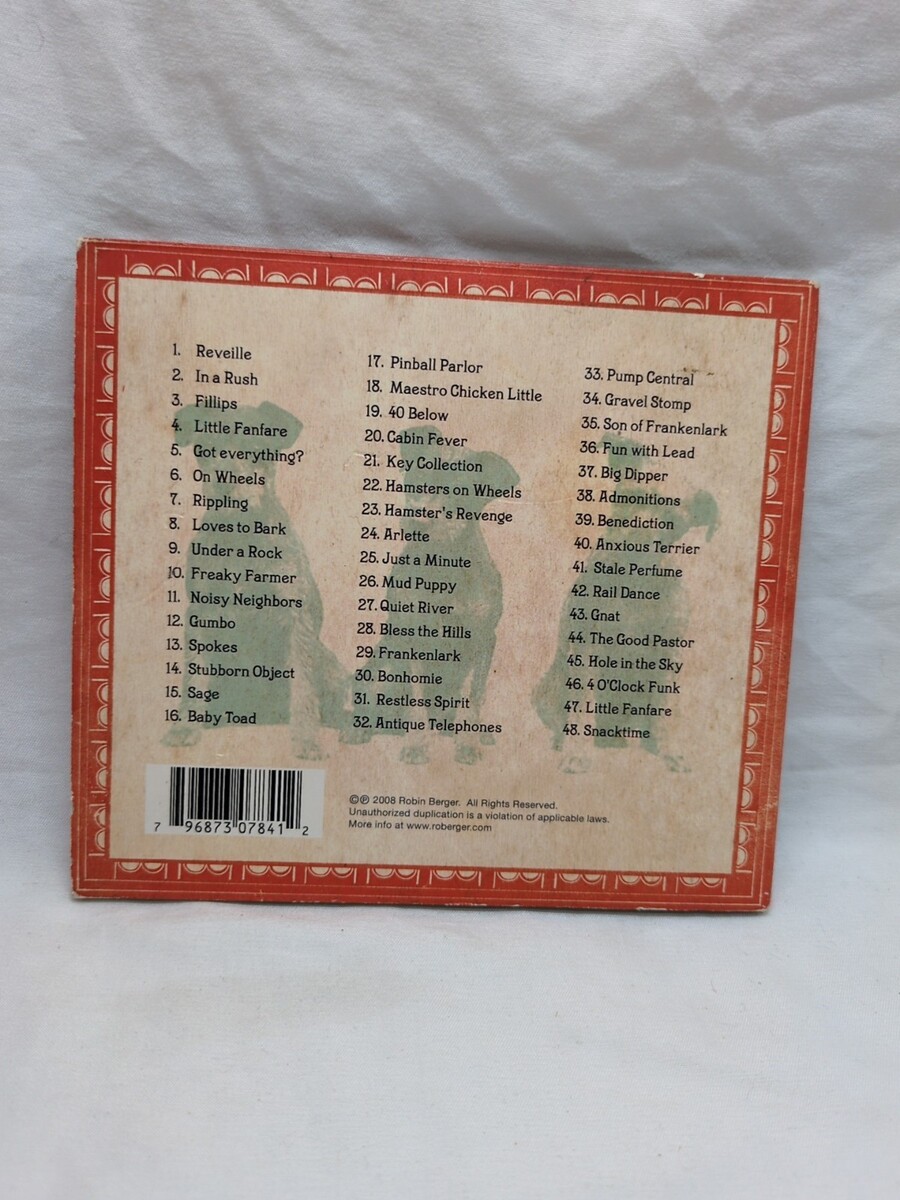 1. Reveille
2. In a Rush
3. Fillips
4. Little Fanfare
5. Got everything?
6. On Wheels
7. Rippling
8. Loves to Bark
9. Under a Rock
10. Freaky Farmer
11. Noisy Neighbors
12. Gumbo
13. Spokes
14. Stubborn Object
15. Sage
16. Baby Toad
17. Pinball Parlor
18. Maestro Chicken Little
19. 40 Below
20. Cabin Fever
21. Key Collection
22. Hamsters on Wheels
23. Hamster's Revenge
24. Arlette
25. Just a Minute
26. Mud Puppy
27. Quiet River
28. Bless the Hills
29. Frankenlark
30. Bonhomie
31. Restless Spirit
32. Antique Telephones
33. Pump Central
34. Gravel Stomp
35. Son of Frankenlark
36. Fun with Lead
37. Big Dipper
38. Admonitions
39. Benediction
40. Anxious Terrier
41. Stale Perfume
42. Rail Dance
43. Gnat
44. The Good Pastor
45. Hole in the Sky
46. 4 O'Clock Funk
47. Little Fanfare
48. Snacktime
7 96873 07841 2
©℗ 2008 Robin Berger. All Rights Reserved.
Unauthorized duplication is a violation of applicable laws.
More info at www.roberger.com